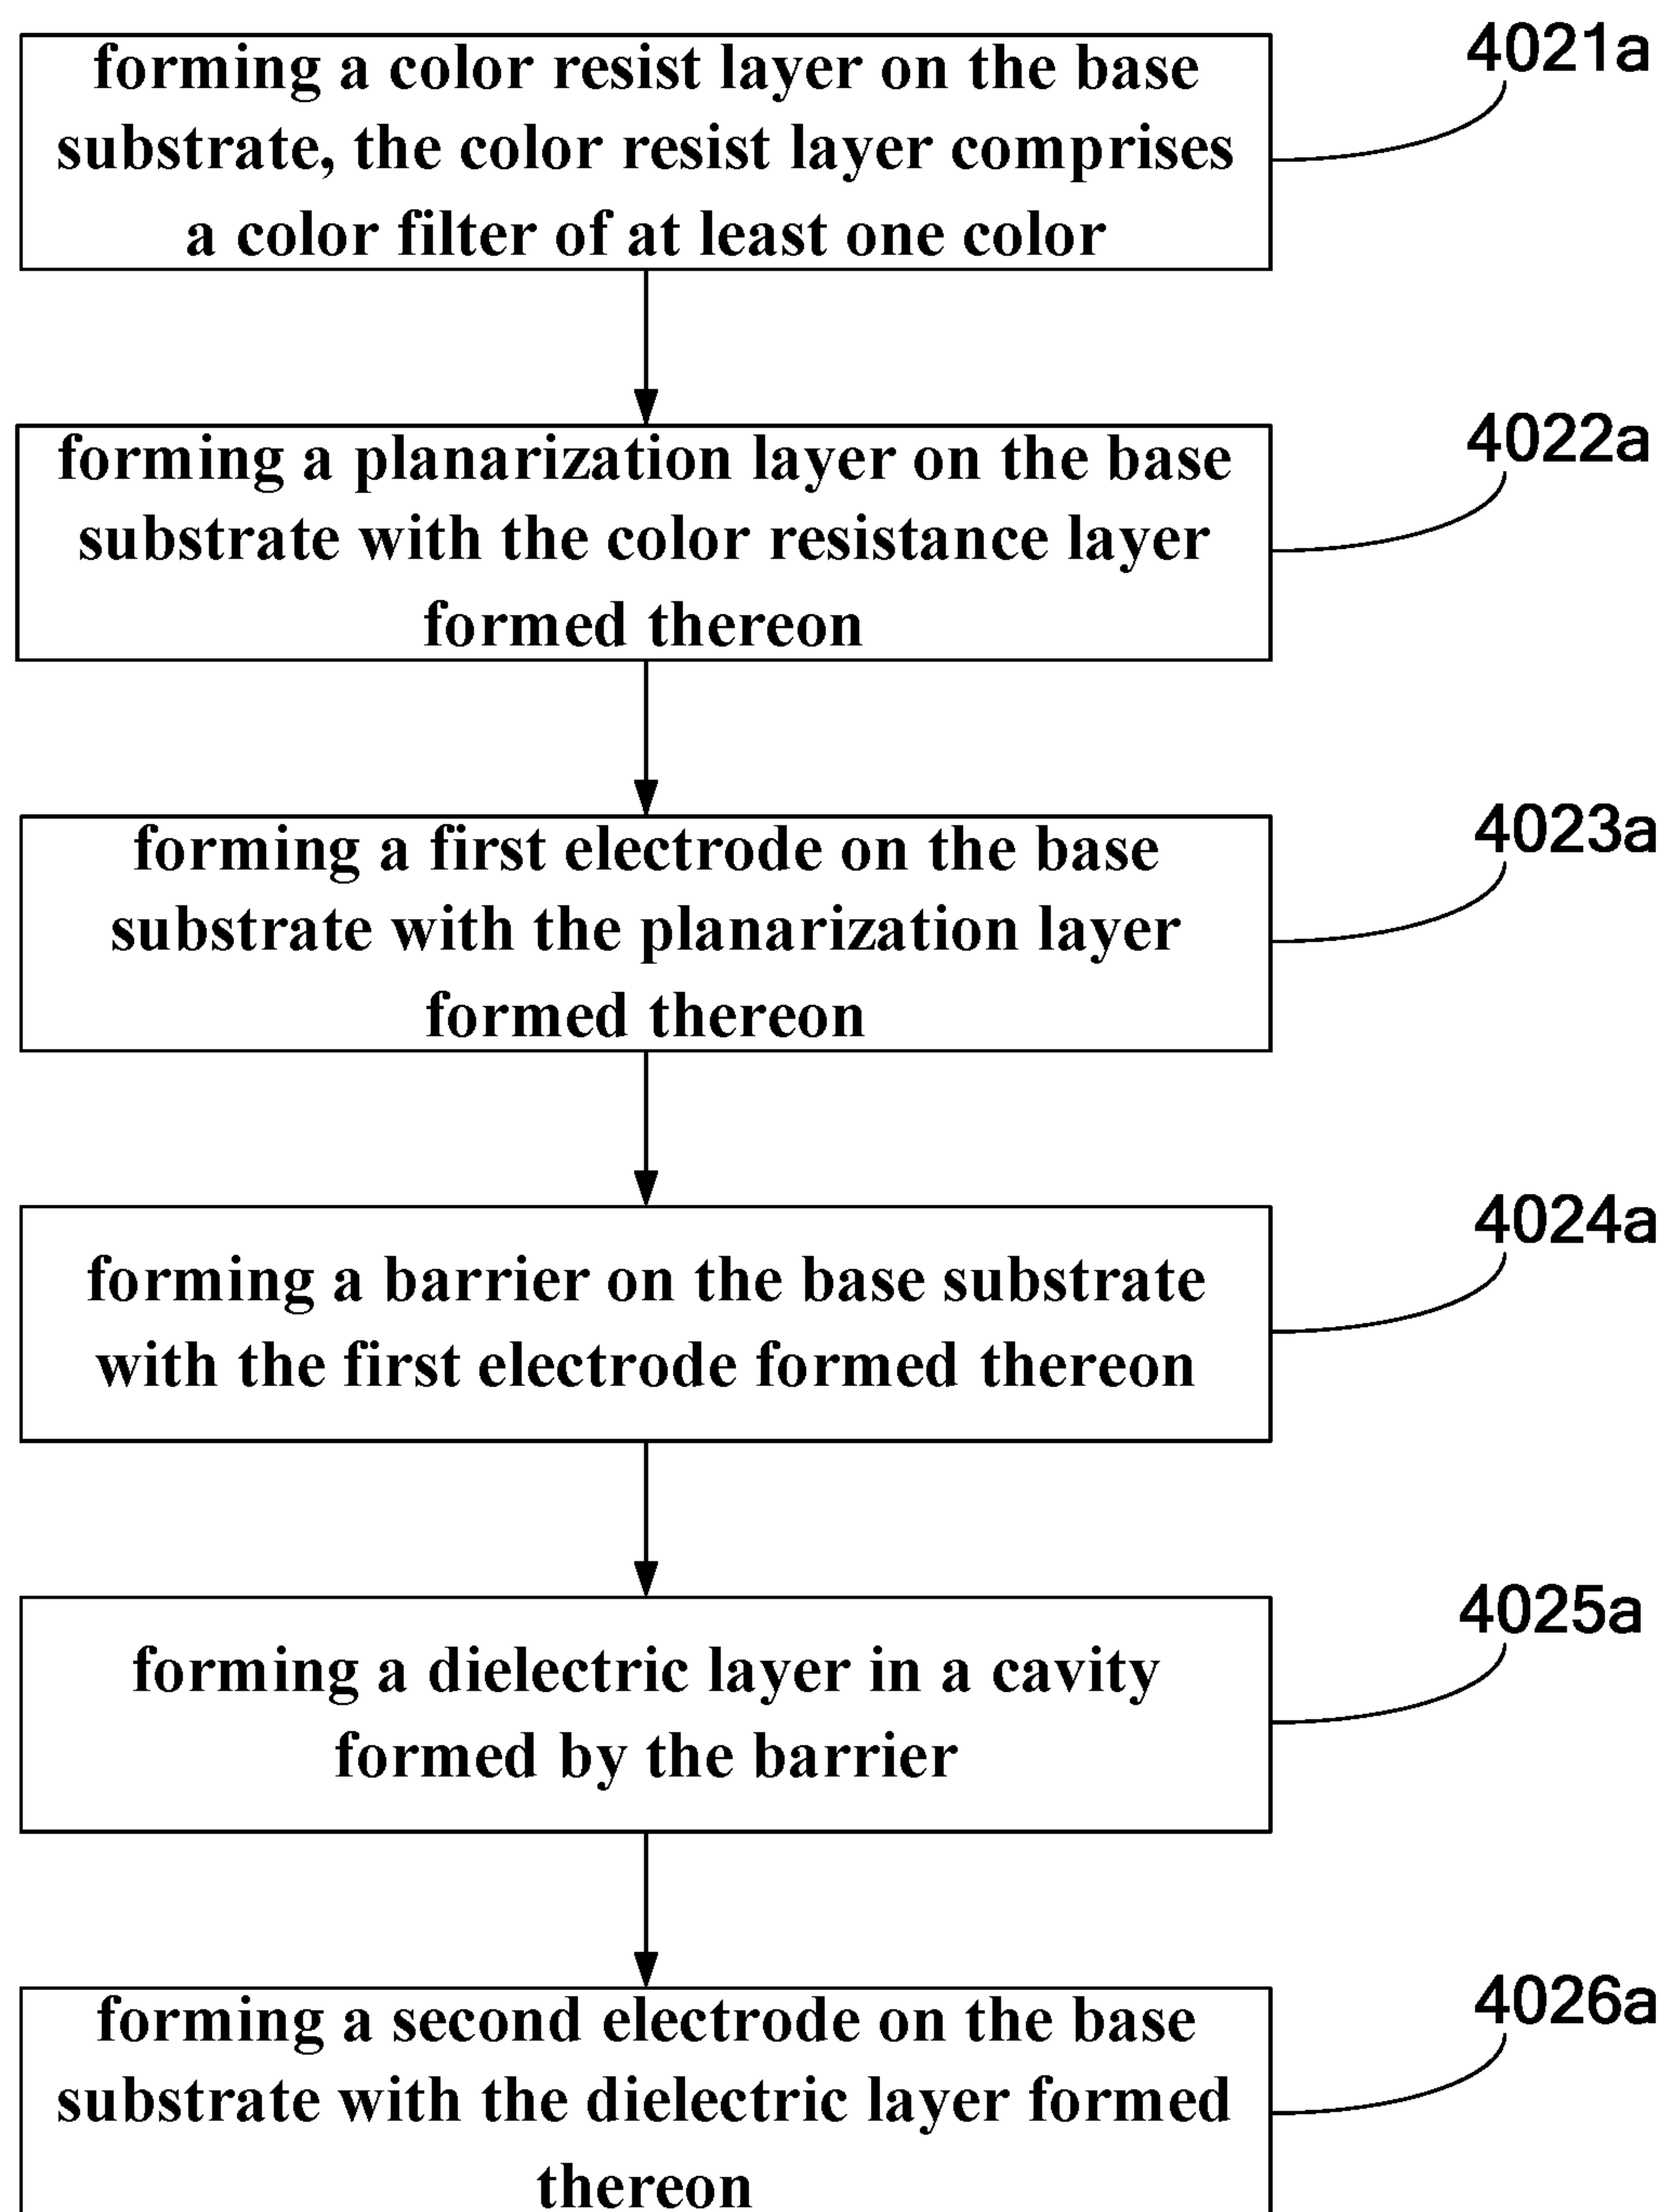 forming a color resist layer on the base
substrate, the color resist layer comprises
a color filter of at least one color
4021a
forming a planarization layer on the base
substrate with the color resistance layer
formed thereon
4022a
forming a first electrode on the base
substrate with the planarization layer
formed thereon
4023a
forming a barrier on the base substrate
with the first electrode formed thereon
4024a
forming a dielectric layer in a cavity
formed by the barrier
4025a
forming a second electrode on the base
substrate with the dielectric layer formed
thereon
4026a